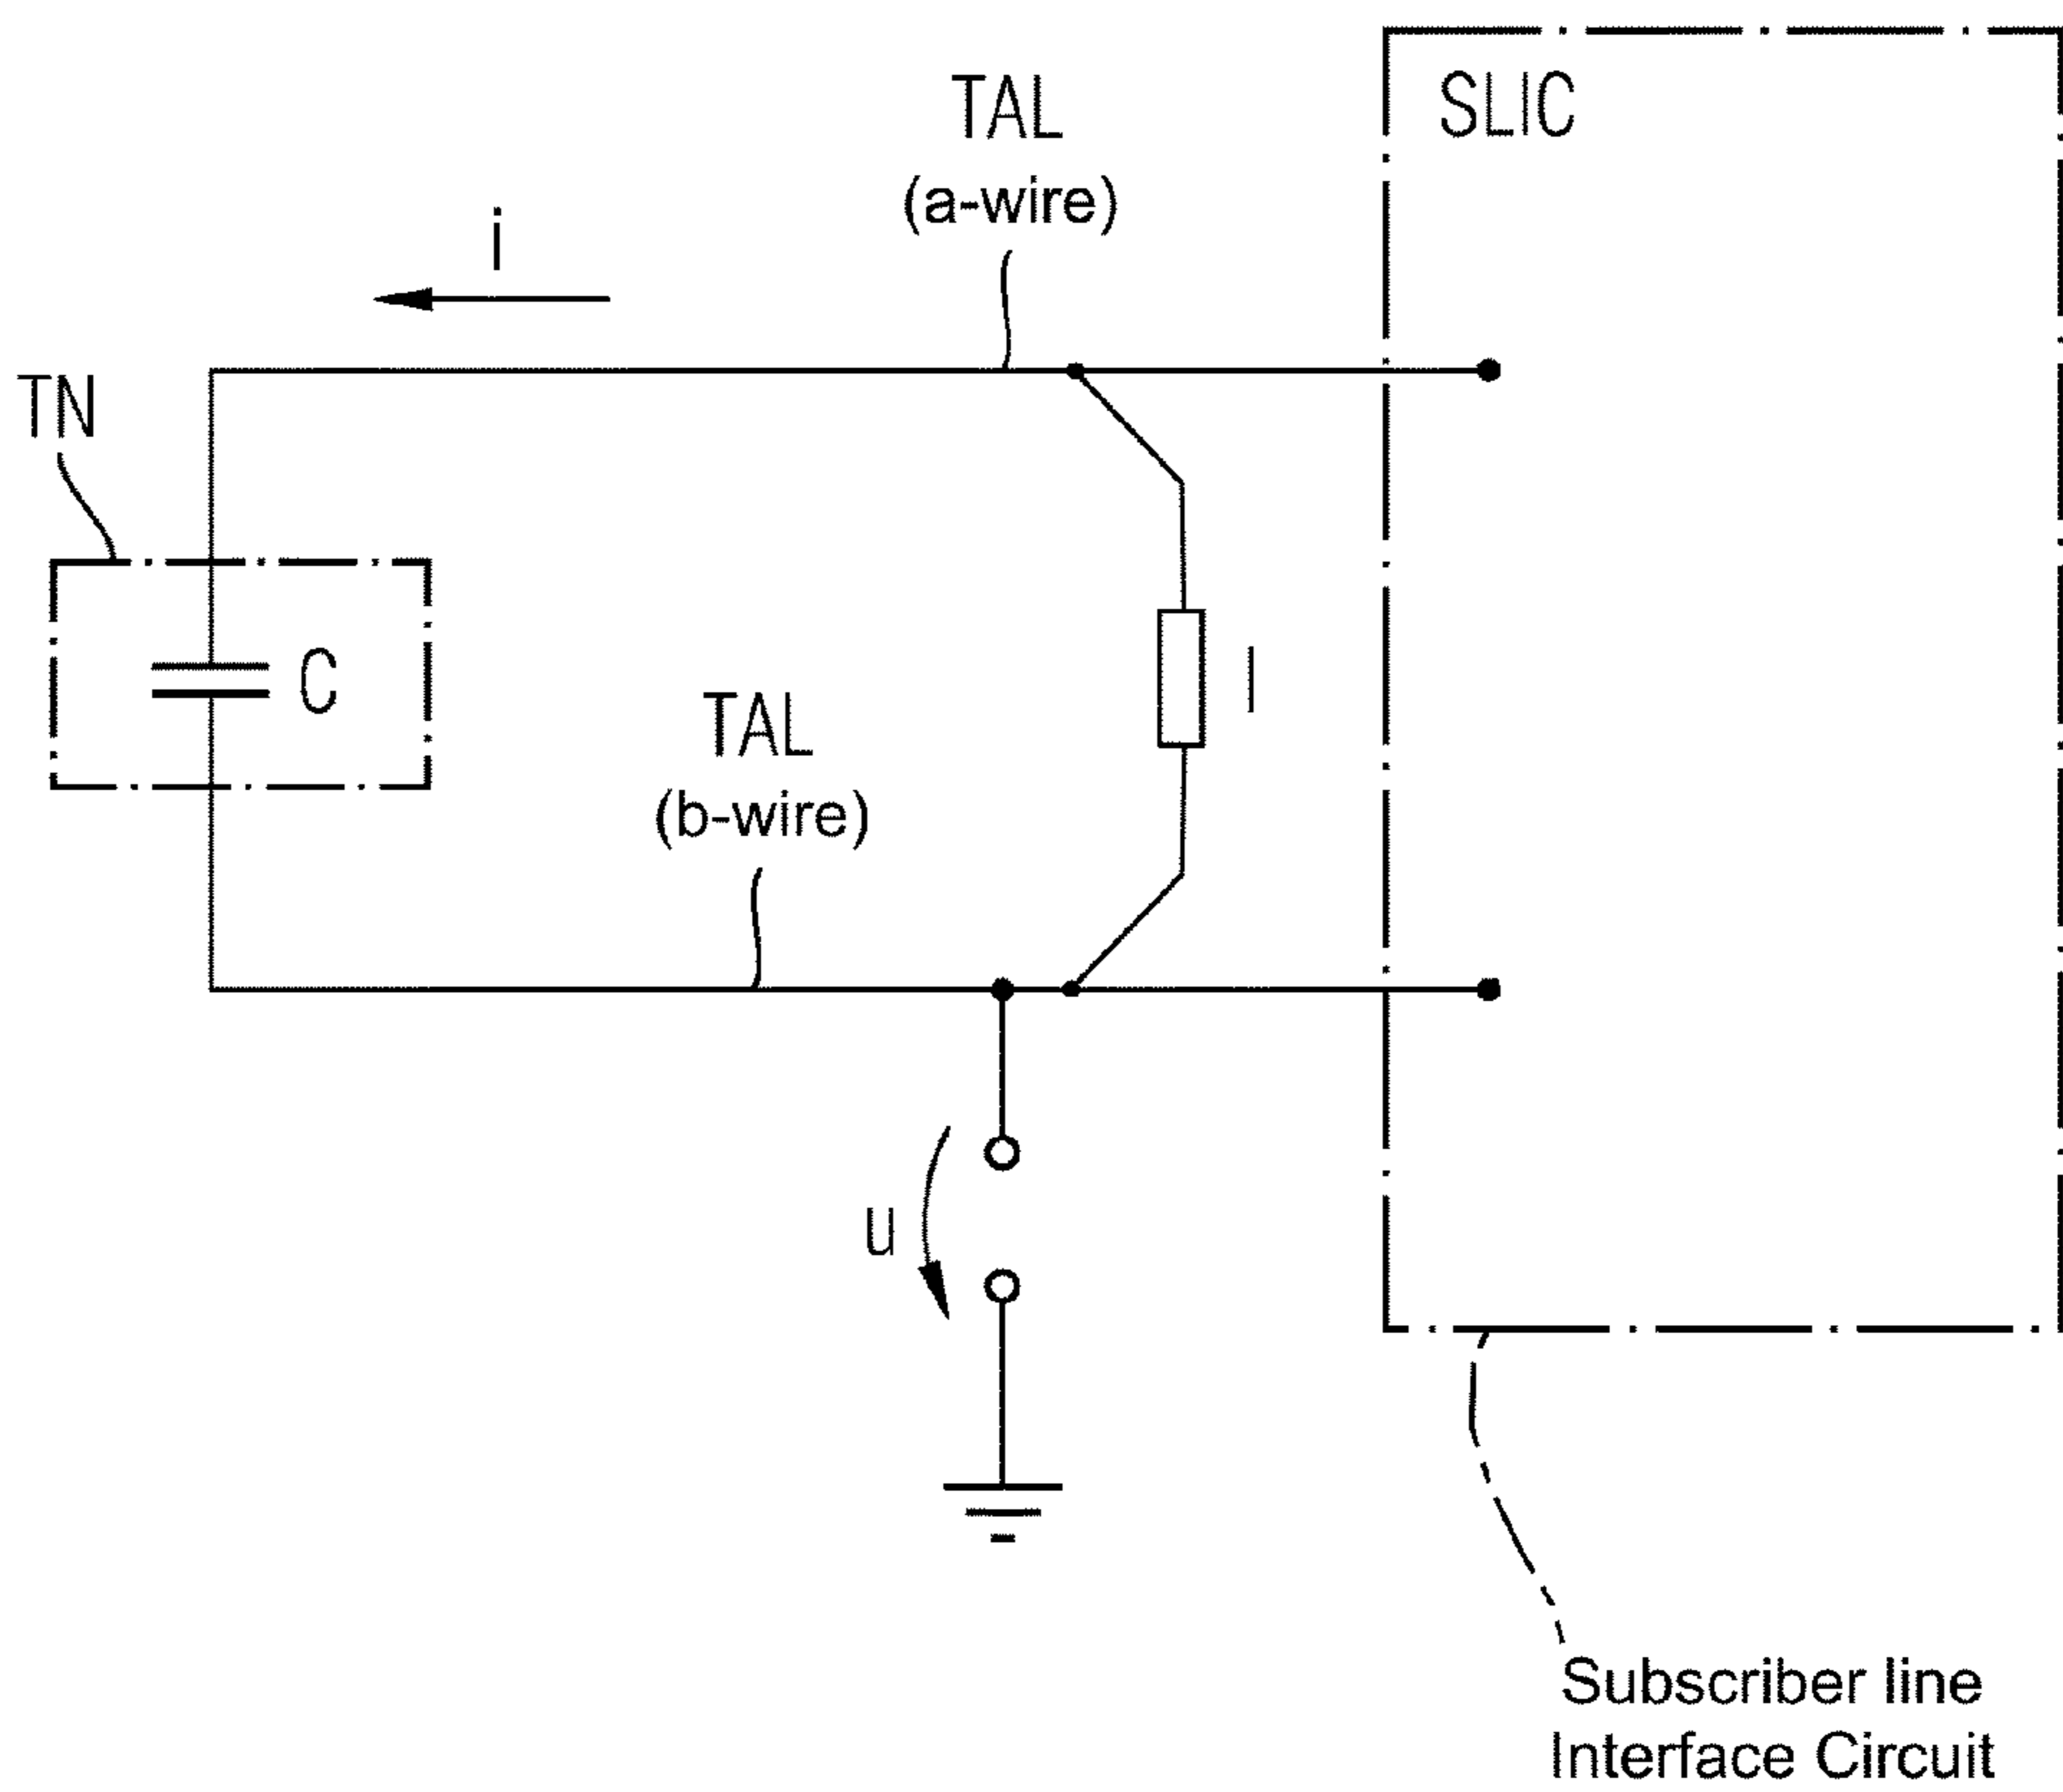 TAL
(a-wire)
SLIC
i
TN
C
TAL
(b-wire)
I
u
Subscriber line
Interface Circuit